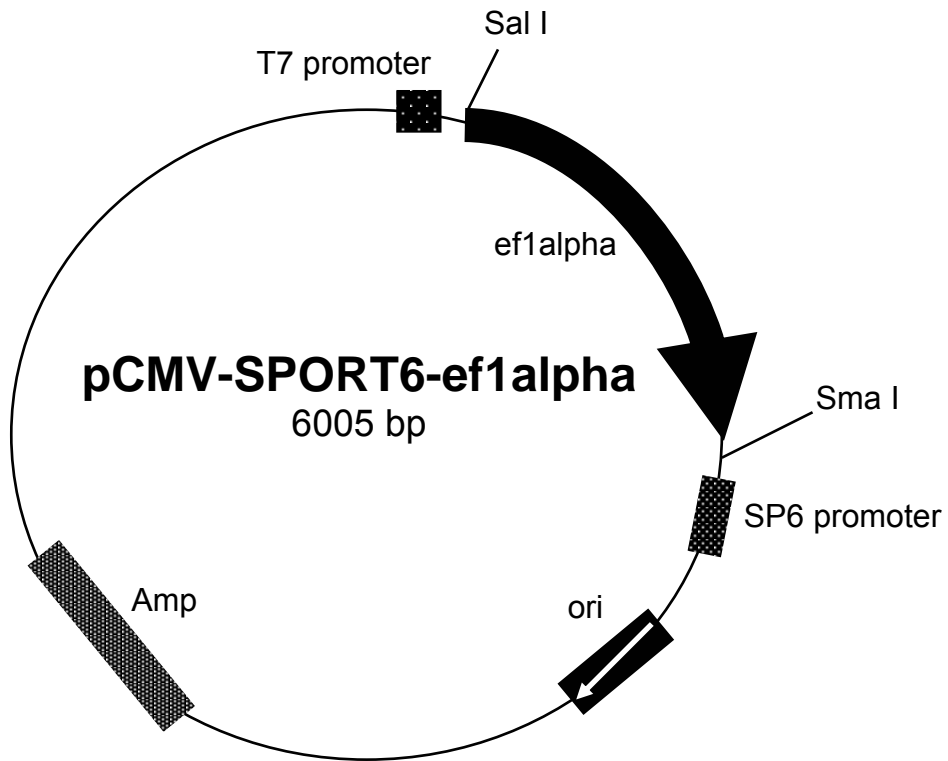 Sal I
T7 promoter
ef1alpha
pCMV-SPORT6-ef1alpha
6005 bp
Sma I
SP6 promoter
ori
Amp